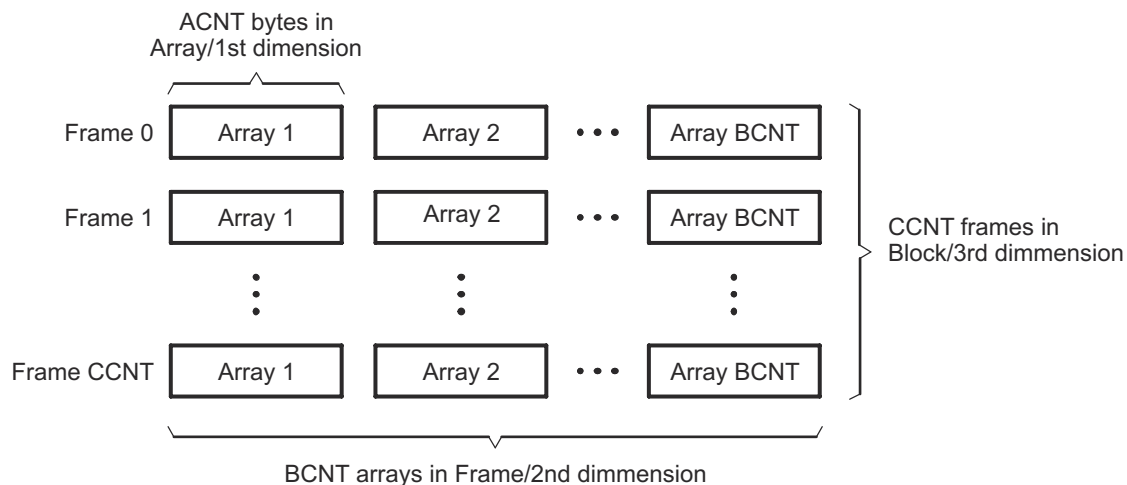 ACNT bytes in
Array/1st dimension
Frame 0
Array 1
Array 2
Array BCNT
Frame 1
Array 1
Array 2
Array BCNT
CCNT frames in
Block/3rd dimmension
Frame CCNT
Array 1
Array 2
Array BCNT
BCNT arrays in Frame/2nd dimmension